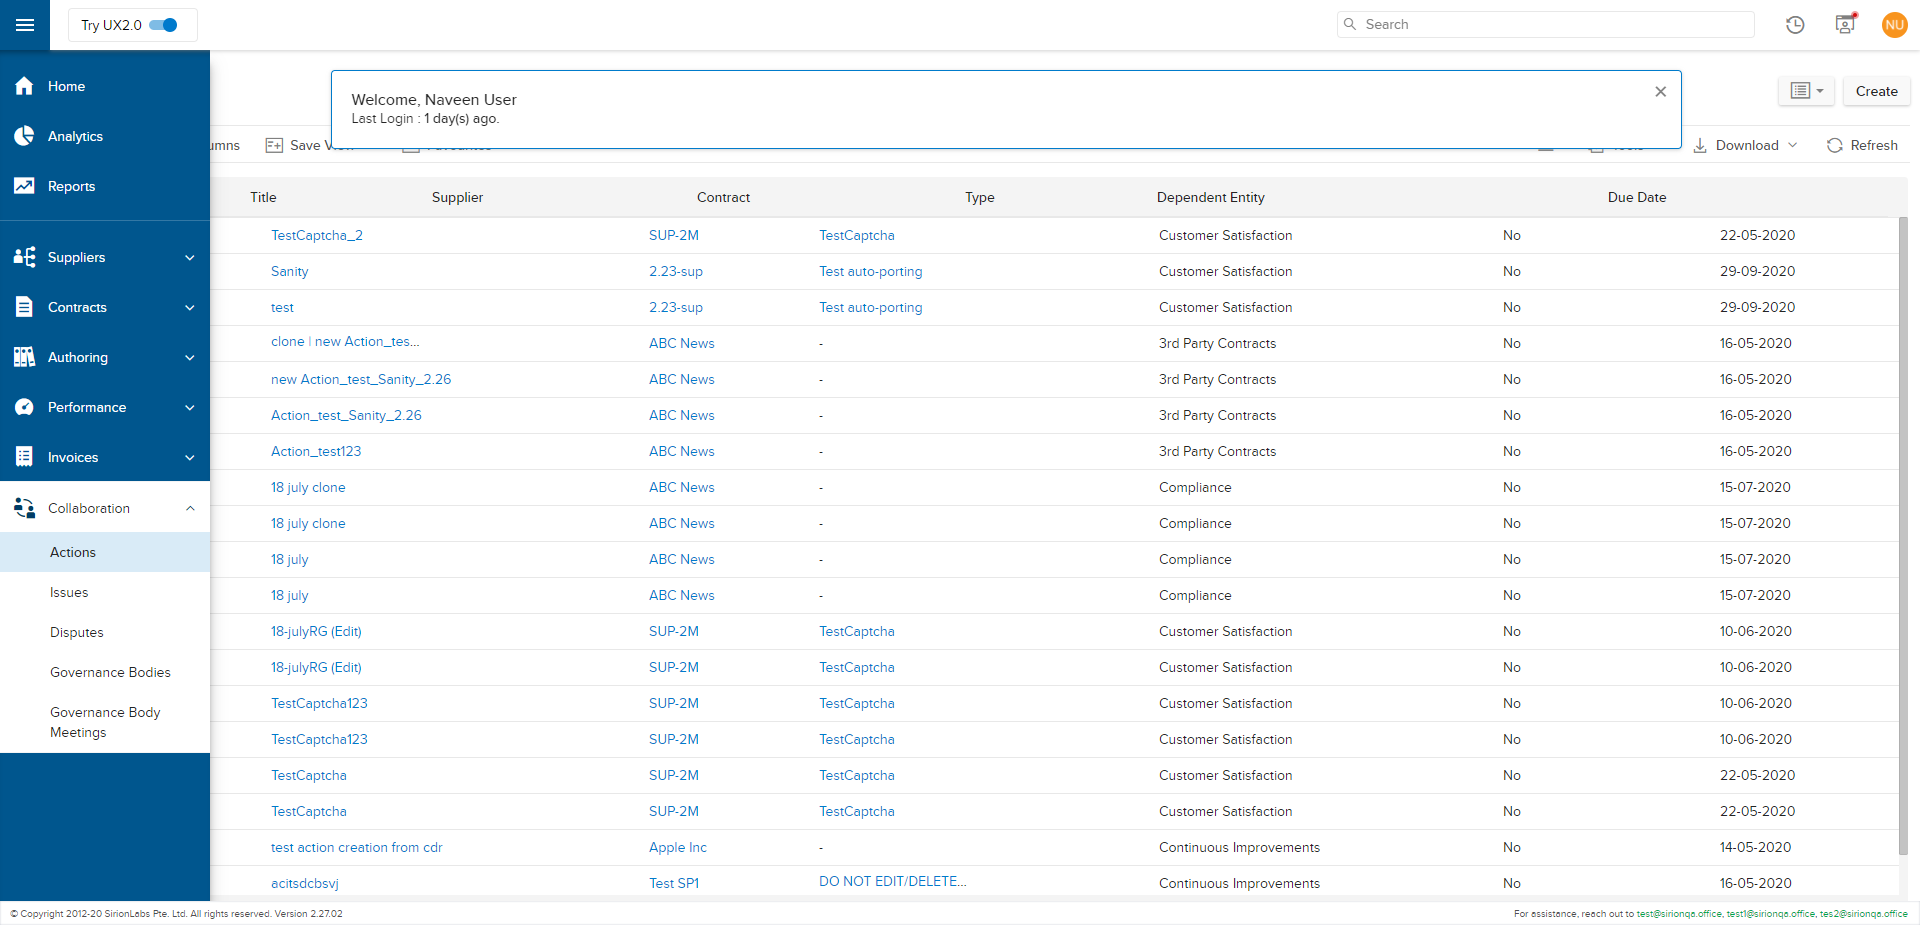 Try UX2.0
Search
NU
Home
Analytics
Reports
Suppliers
Contracts
Authoring
Performance
Invoices
Collaboration
Actions
Issues
Disputes
Governance Bodies
Governance Body
Meetings
Welcome, Naveen User
Last Login : 1 day(s) ago.
Create
umns
Save
Download
Refresh
Title Supplier Contract Type Dependent Entity Due Date
TestCaptcha_2 SUP-2M TestCaptcha Customer Satisfaction No 22-05-2020
Sanity 2.23-sup Test auto-porting Customer Satisfaction No 29-09-2020
test 2.23-sup Test auto-porting Customer Satisfaction No 29-09-2020
clone | new Action_tes... ABC News - 3rd Party Contracts No 16-05-2020
new Action_test_Sanity_2.26 ABC News - 3rd Party Contracts No 16-05-2020
Action_test_Sanity_2.26 ABC News - 3rd Party Contracts No 16-05-2020
Action_test123 ABC News - 3rd Party Contracts No 16-05-2020
18 july clone ABC News - Compliance No 15-07-2020
18 july clone ABC News - Compliance No 15-07-2020
18 july ABC News - Compliance No 15-07-2020
18 july ABC News - Compliance No 15-07-2020
18-julyRG (Edit) SUP-2M TestCaptcha Customer Satisfaction No 10-06-2020
18-julyRG (Edit) SUP-2M TestCaptcha Customer Satisfaction No 10-06-2020
TestCaptcha123 SUP-2M TestCaptcha Customer Satisfaction No 10-06-2020
TestCaptcha123 SUP-2M TestCaptcha Customer Satisfaction No 10-06-2020
TestCaptcha SUP-2M TestCaptcha Customer Satisfaction No 22-05-2020
TestCaptcha SUP-2M TestCaptcha Customer Satisfaction No 22-05-2020
test action creation from cdr Apple Inc - Continuous Improvements No 14-05-2020
acitsdcbsvj Test SP1 DO NOT EDIT/DELETE... Continuous Improvements No 16-05-2020
© Copyright 2012-20 SirionLabs Pte. Ltd. All rights reserved. Version 2.27.02
For assistance, reach out to test@sirionqa.office, test1@sirionqa.office, tes2@sirionqa.office